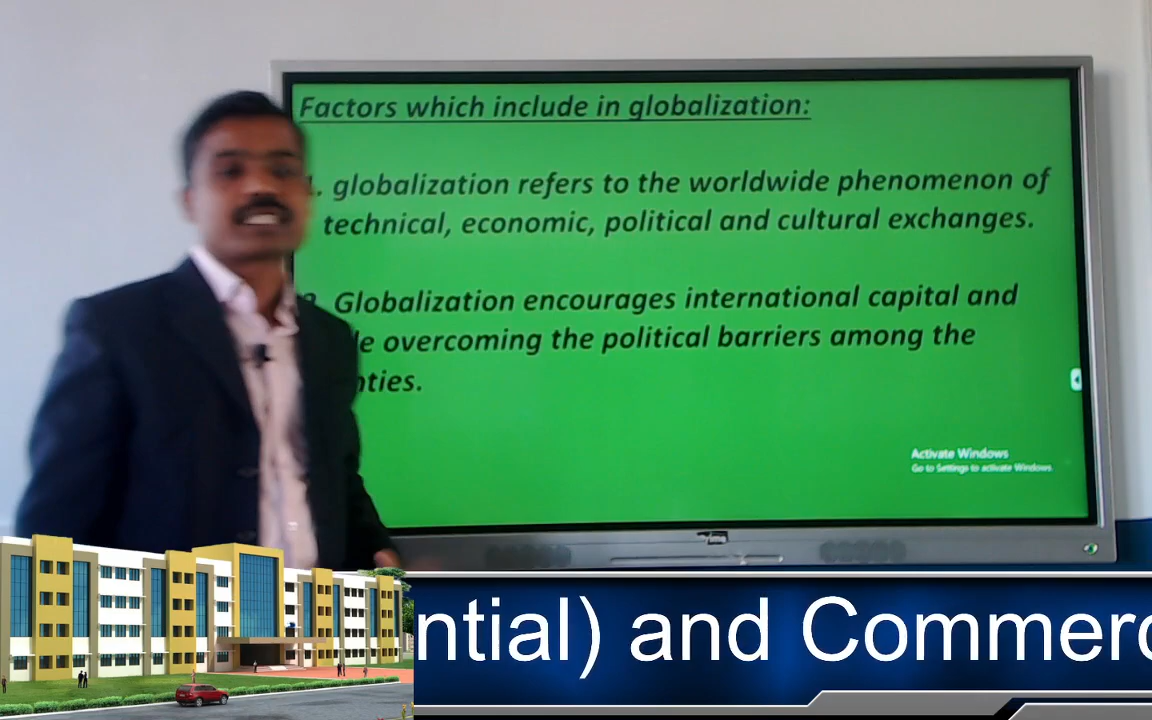 Factors which include in globalization:
. globalization refers to the worldwide phenomenon of
technical, economic, political and cultural exchanges.
Globalization encourages international capital and
overcoming the political barriers among the
nties.
Activate Windows
Go to Settings to activate Windows.
ntial) and Commerc